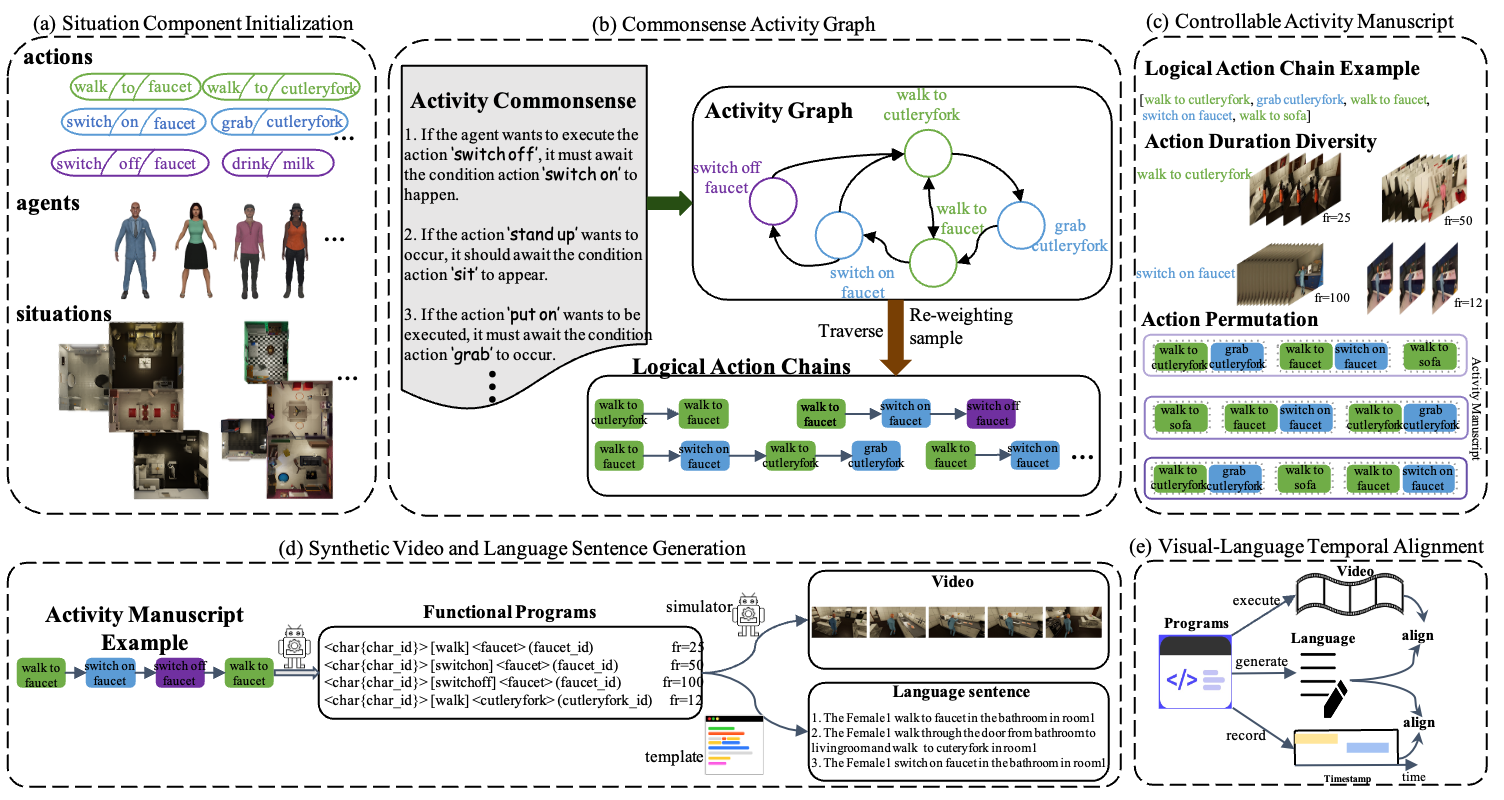 (a) Situation Component Initialization
actions
walk / to / faucet
walk / to / cutleryfork
switch / on / faucet
grab / cutleryfork
...
switch / off / faucet
drink / milk
agents
...
situations
...
(b) Commonsense Activity Graph
Activity Commonsense
1. If the agent wants to execute the
action 'switch off', it must await
the condition action 'switch on' to
happen.
2. If the action 'stand up' wants to
occur, it should await the condition
action 'sit' to appear.
3. If the action 'put on' wants to be
executed, it must await the condition
action 'grab' to occur.
Activity Graph
walk to
cutleryfork
switch off
faucet
walk to
faucet
grab
cutleryfork
switch on
faucet
Traverse
Re-weighting
sample
Logical Action Chains
walk to
cutleryfork
walk to
faucet
walk to
faucet
switch on
faucet
switch off
faucet
walk to
faucet
switch on
faucet
walk to
cutleryfork
grab
cutleryfork
walk to
faucet
switch on
faucet
...
(c) Controllable Activity Manuscript
Logical Action Chain Example
[walk to cutleryfork, grab cutleryfork, walk to faucet,
switch on faucet, walk to sofa]
Action Duration Diversity
walk to cutleryfork
fr=25
fr=50
switch on faucet
fr=100
fr=12
Action Permutation
walk to
cutleryfork
grab
cutleryfork
walk to
faucet
switch on
faucet
walk to
sofa
walk to
sofa
walk to
faucet
switch on
faucet
walk to
cutleryfork
grab
cutleryfork
walk to
cutleryfork
grab
cutleryfork
walk to
sofa
walk to
faucet
switch on
faucet
Activity Manuscript
(d) Synthetic Video and Language Sentence Generation
Activity Manuscript
Example
walk to
faucet
switch on
faucet
switch off
faucet
walk to
faucet
Functional Programs
<char{char_id}> [walk] <faucet> (faucet_id) fr=25
<char{char_id}> [switchon] <faucet> (faucet_id) fr=50
<char{char_id}> [switchoff] <faucet> (faucet_id) fr=100
<char{char_id}> [walk] <cutleryfork> (cutleryfork_id) fr=12
simulator
template
Video
Language sentence
1. The Female1 walk to faucet in the bathroom in room1
2. The Female1 walk through the door from bathroom to
livingroom and walk to cuteryfork in room1
3. The Female1 switch on faucet in the bathroom in room1
(e) Visual-Language Temporal Alignment
Video
execute
Programs
</>
Language
generate
align
align
record
Timestamp
time